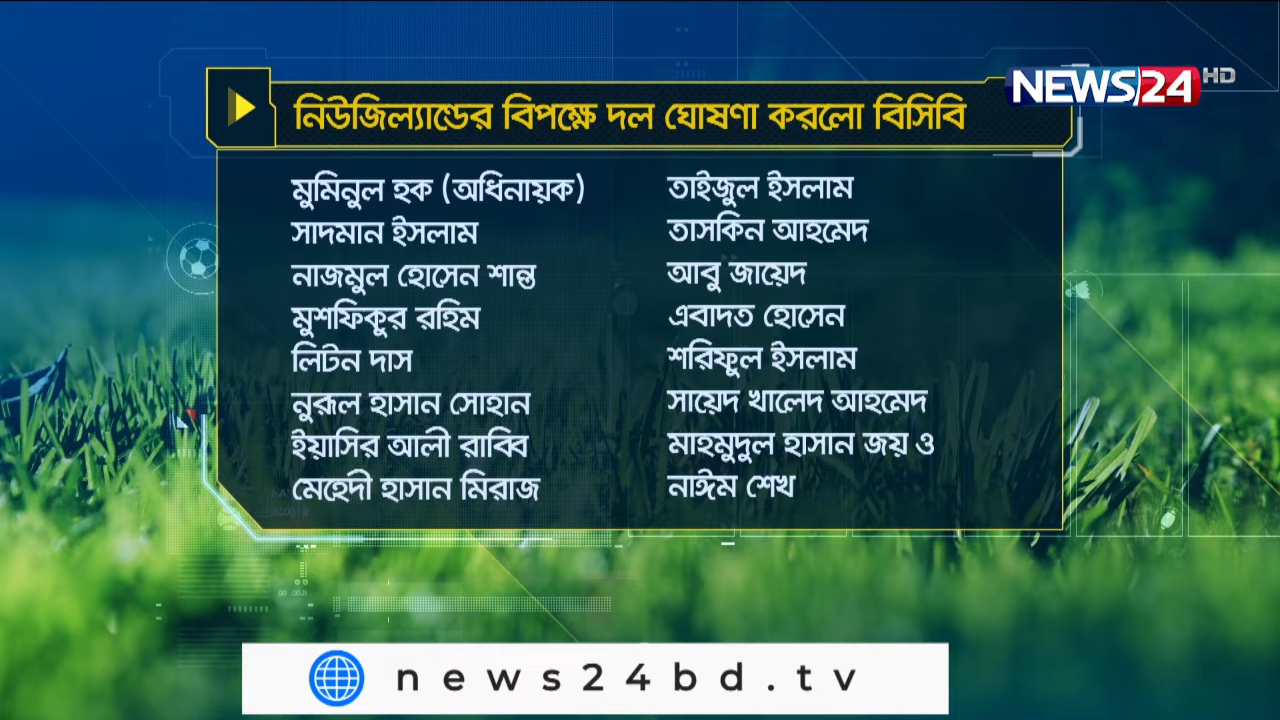 নিউজিল্যান্ডের বিপক্ষে দল ঘোষণা করলো বিসিবি
NEWS24 HD
মুমিনুল হক (অধিনায়ক)
সাদমান ইসলাম
নাজমুল হোসেন শান্ত
মুশফিকুর রহিম
লিটন দাস
নুরূল হাসান সোহান
ইয়াসির আলী রাব্বি
মেহেদী হাসান মিরাজ
তাইজুল ইসলাম
তাসকিন আহমেদ
আবু জায়েদ
এবাদত হোসেন
শরিফুল ইসলাম
সায়েদ খালেদ আহমেদ
মাহমুদুল হাসান জয় ও
নাঈম শেখ
news24bd.tv